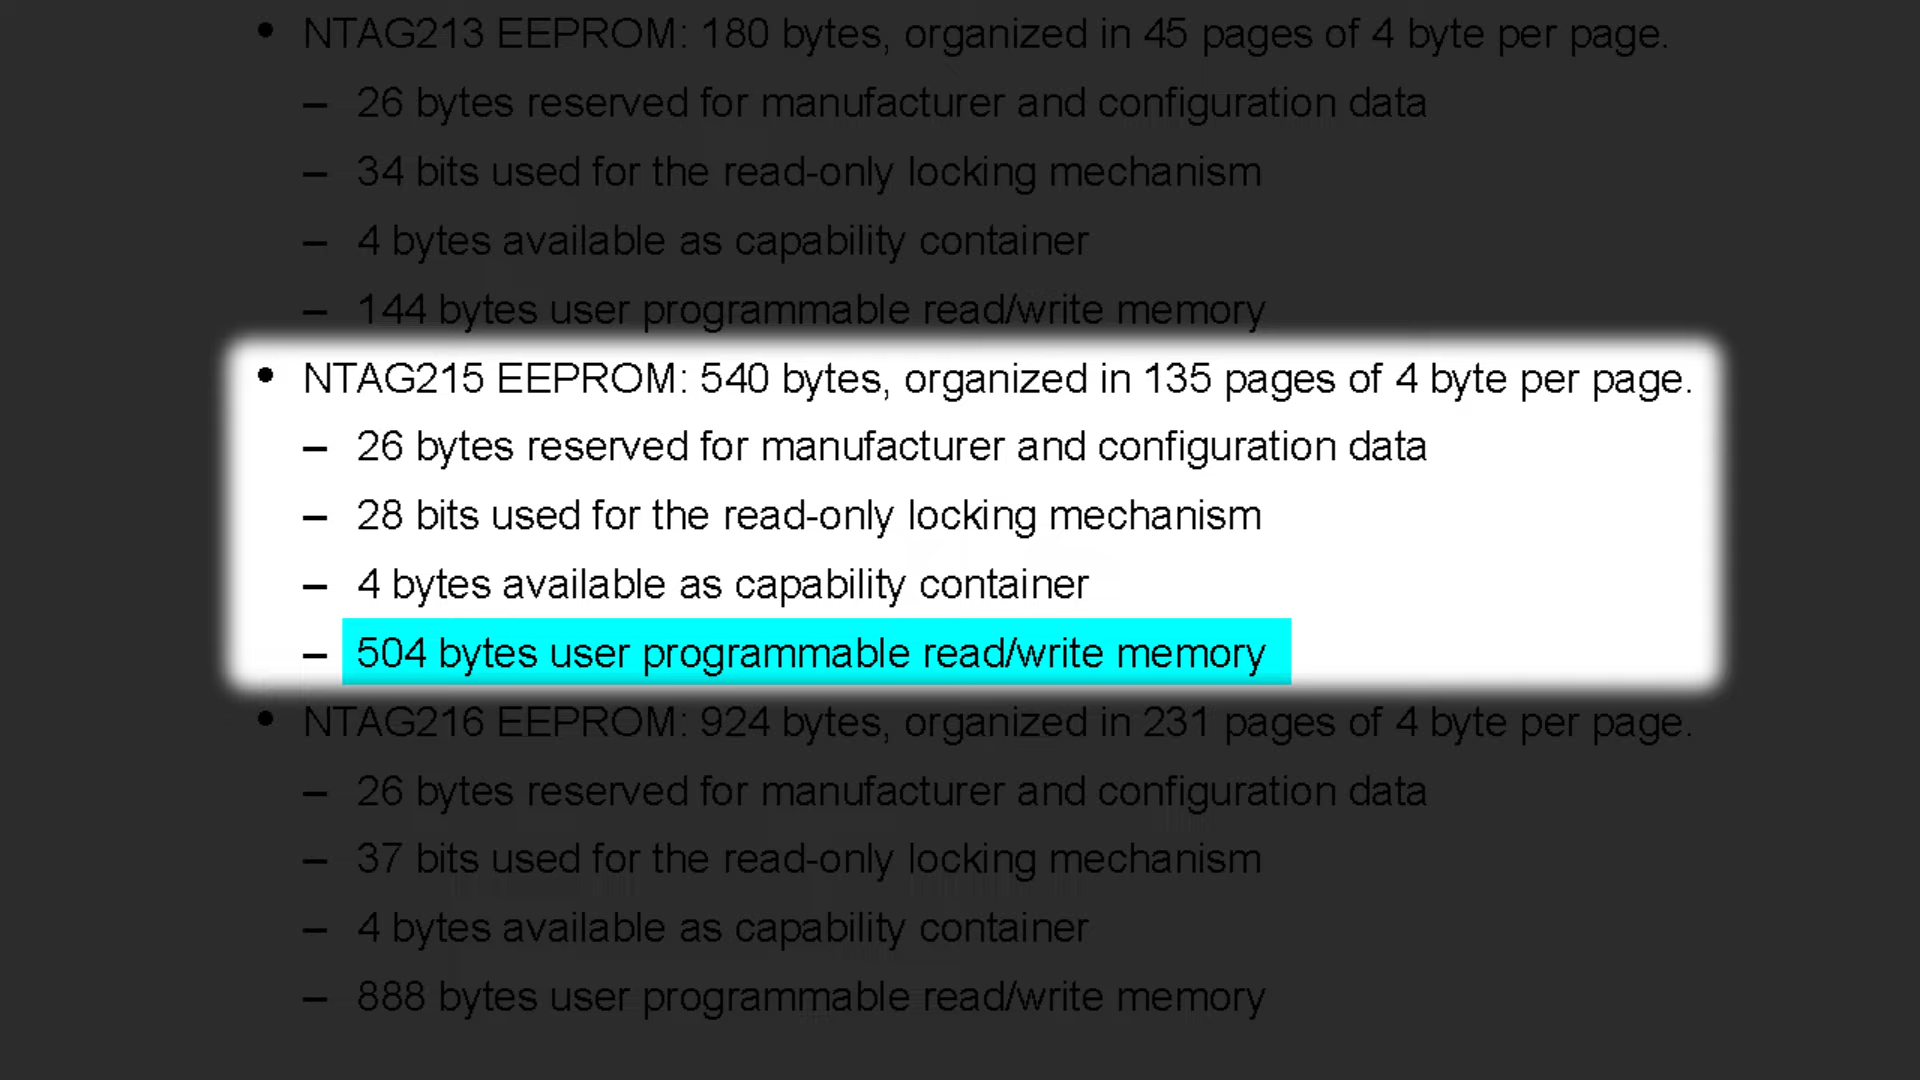 • NTAG213 EEPROM: 180 bytes, organized in 45 pages of 4 byte per page.
– 26 bytes reserved for manufacturer and configuration data
– 34 bits used for the read-only locking mechanism
– 4 bytes available as capability container
– 144 bytes user programmable read/write memory
• NTAG215 EEPROM: 540 bytes, organized in 135 pages of 4 byte per page.
– 26 bytes reserved for manufacturer and configuration data
– 28 bits used for the read-only locking mechanism
– 4 bytes available as capability container
– 504 bytes user programmable read/write memory
• NTAG216 EEPROM: 924 bytes, organized in 231 pages of 4 byte per page.
– 26 bytes reserved for manufacturer and configuration data
– 37 bits used for the read-only locking mechanism
– 4 bytes available as capability container
– 888 bytes user programmable read/write memory